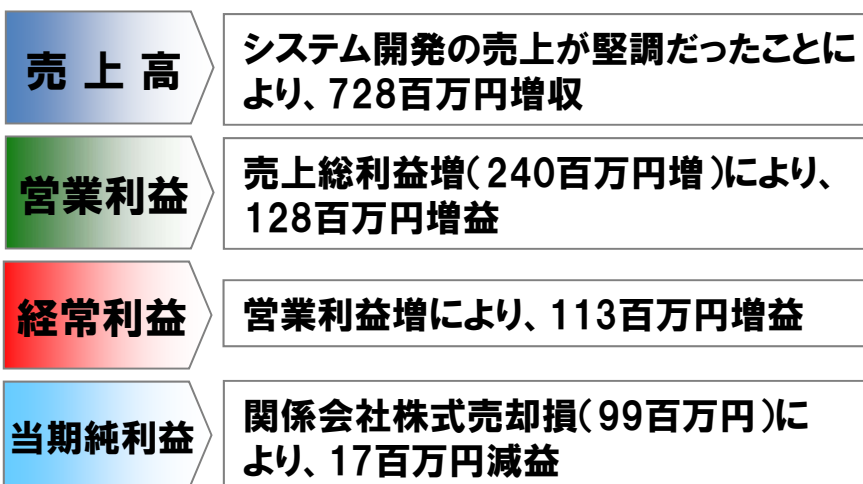 売上高
システム開発の売上が堅調だったことに
より、728百万円増収
営業利益
売上総利益増（240百万円増）により、
128百万円増益
経常利益
営業利益増により、113百万円増益
当期純利益
関係会社株式売却損（99百万円）に
より、17百万円減益